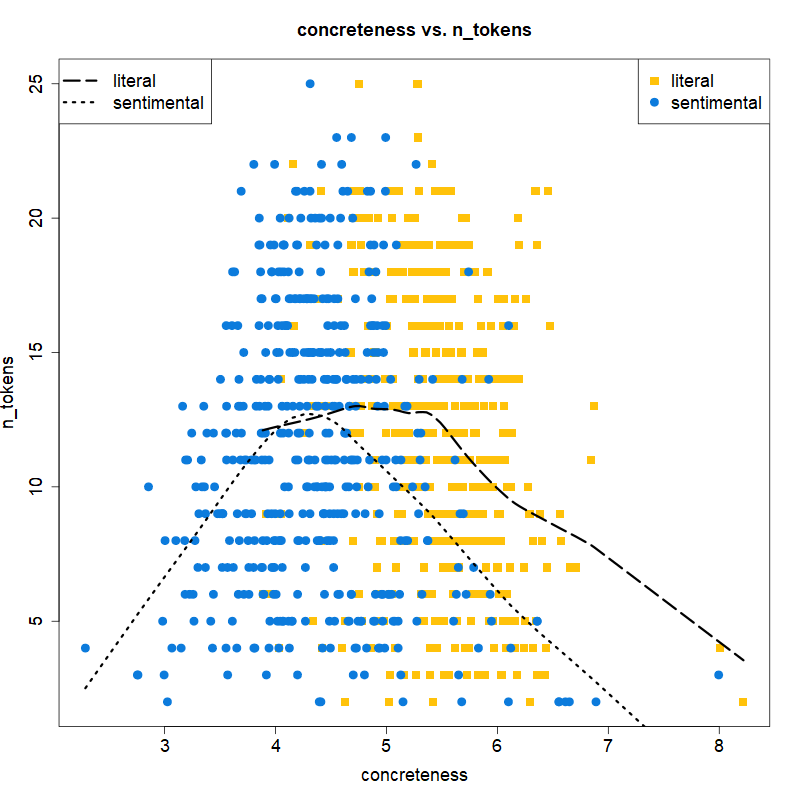 concreteness vs. n_tokens
literal
sentimental
literal
sentimental
n_tokens
25
20
15
10
5
3 4 5 6 7 8
concreteness